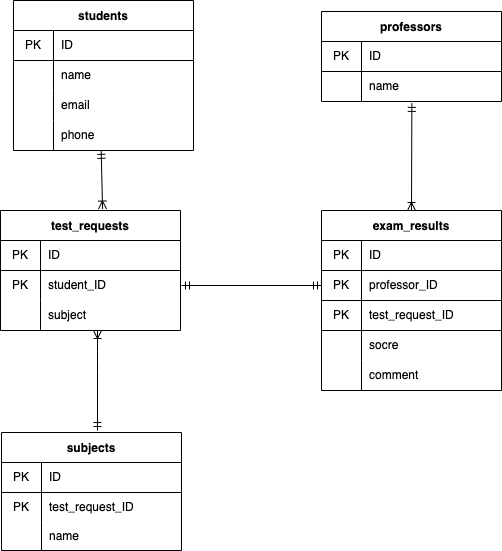 students
PK ID
name
email
phone
professors
PK ID
name
test_requests
PK ID
PK student_ID
subject
exam_results
PK ID
PK professor_ID
PK test_request_ID
socre
comment
subjects
PK ID
PK test_request_ID
name